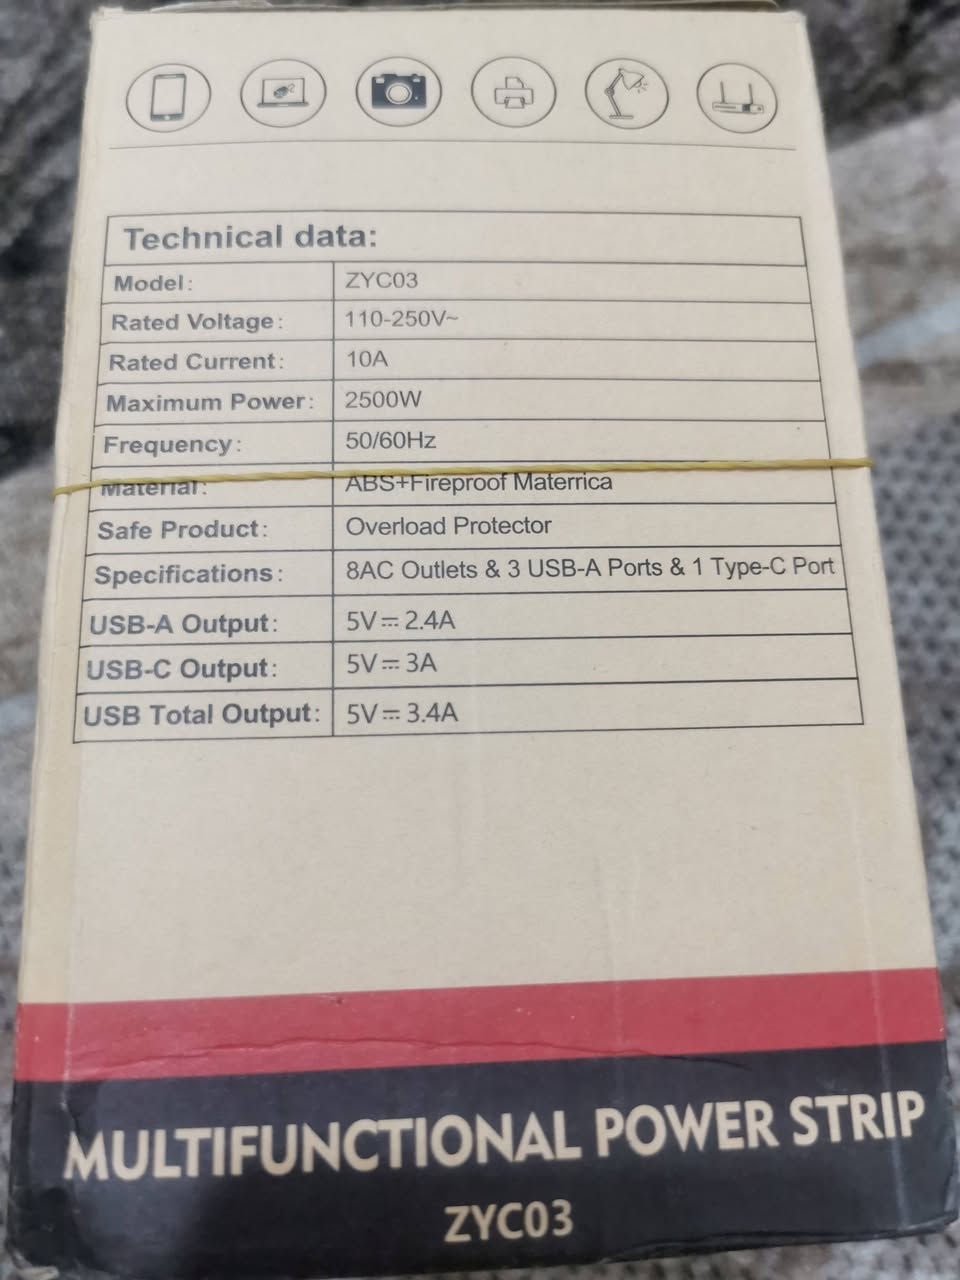 Technical data:
Model: ZYC03
Rated Voltage: 110-250V~
Rated Current: 10A
Maximum Power: 2500W
Frequency: 50/60Hz
Material: ABS+Fireproof Materrica
Safe Product: Overload Protector
Specifications: 8AC Outlets & 3 USB-A Ports & 1 Type-C Port
USB-A Output: 5V⎓2.4A
USB-C Output: 5V⎓3A
USB Total Output: 5V⎓3.4A
MULTIFUNCTIONAL POWER STRIP
ZYC03